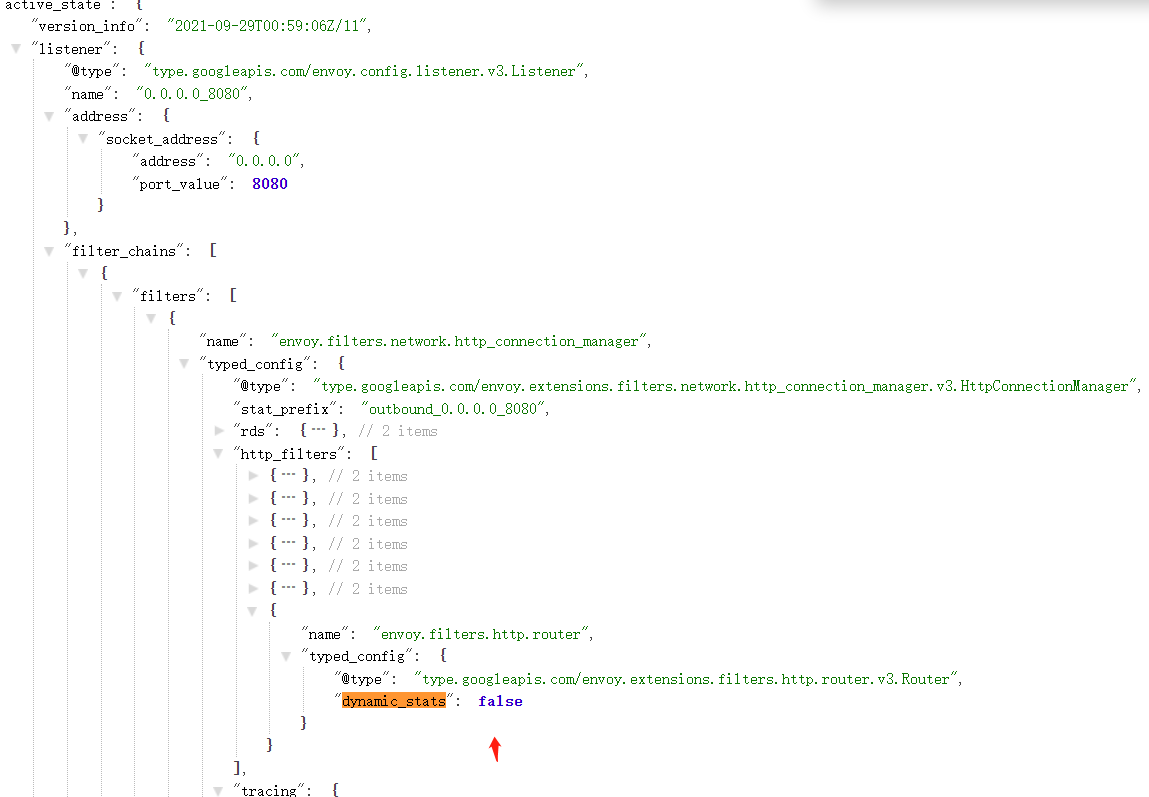 active_state": {
"version_info": "2021-09-29T00:59:06Z/11",
"listener": {
"@type": "type.googleapis.com/envoy.config.listener.v3.Listener",
"name": "0.0.0.0_8080",
"address": {
"socket_address": {
"address": "0.0.0.0",
"port_value": 8080
}
},
"filter_chains": [
{
"filters": [
{
"name": "envoy.filters.network.http_connection_manager",
"typed_config": {
"@type": "type.googleapis.com/envoy.extensions.filters.network.http_connection_manager.v3.HttpConnectionManager",
"stat_prefix": "outbound_0.0.0.0_8080",
"rds": {···}, // 2 items
"http_filters": [
{···}, // 2 items
{···}, // 2 items
{···}, // 2 items
{···}, // 2 items
{···}, // 2 items
{···}, // 2 items
{
"name": "envoy.filters.http.router",
"typed_config": {
"@type": "type.googleapis.com/envoy.extensions.filters.http.router.v3.Router",
"dynamic_stats": false
}
}
],
"tracing": {